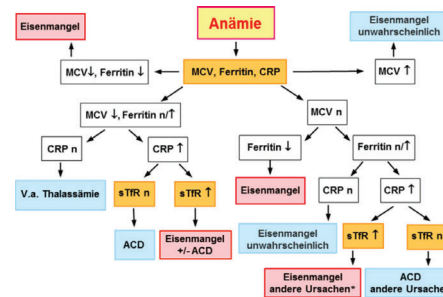 Anämie
Eisenmangel
Eisenmangel
unwahrscheinlich
MCV↓, Ferritin ↓
MCV, Ferritin, CRP
MCV ↑
MCV ↓, Ferritin n/↑
MCV n
CRP n
CRP ↑
Ferritin ↓
Ferritin n/↑
V.a. Thalassämie
sTfR n
sTfR ↑
Eisenmangel
CRP n
CRP ↑
ACD
Eisenmangel
+/- ACD
Eisenmangel
unwahrscheinlich
sTfR ↑
sTfR n
Eisenmangel
andere Ursachen*
ACD
andere Ursache